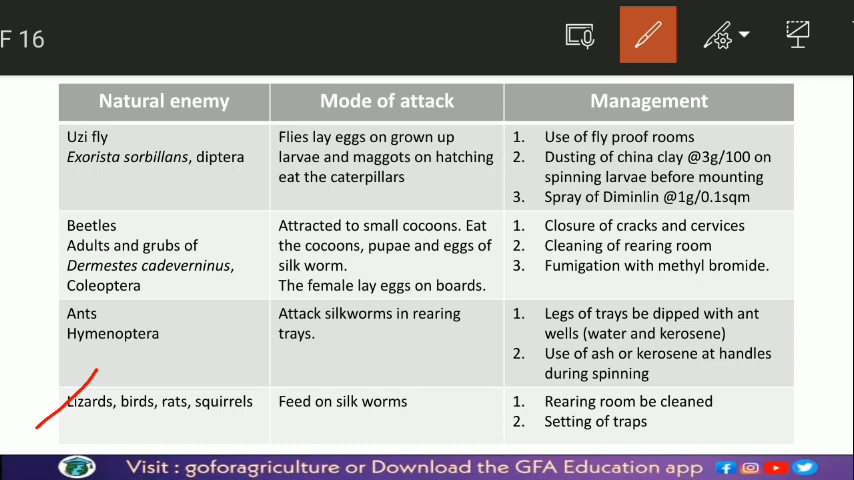 F 16
Natural enemy
Mode of attack
Management
Uzi fly
Exorista sorbillans, diptera
Flies lay eggs on grown up
larvae and maggots on hatching
eat the caterpillars
1. Use of fly proof rooms
2. Dusting of china clay @3g/100 on
spinning larvae before mounting
3. Spray of Diminlin @1g/0.1sqm
Beetles
Adults and grubs of
Dermestes cadeverninus,
Coleoptera
Attracted to small cocoons. Eat
the cocoons, pupae and eggs of
silk worm.
The female lay eggs on boards.
1. Closure of cracks and cervices
2. Cleaning of rearing room
3. Fumigation with methyl bromide.
Ants
Hymenoptera
Attack silkworms in rearing
trays.
1. Legs of trays be dipped with ant
wells (water and kerosene)
2. Use of ash or kerosene at handles
during spinning
Lizards, birds, rats, squirrels
Feed on silk worms
1. Rearing room be cleaned
2. Setting of traps
Visit : goforagriculture or Download the GFA Education app